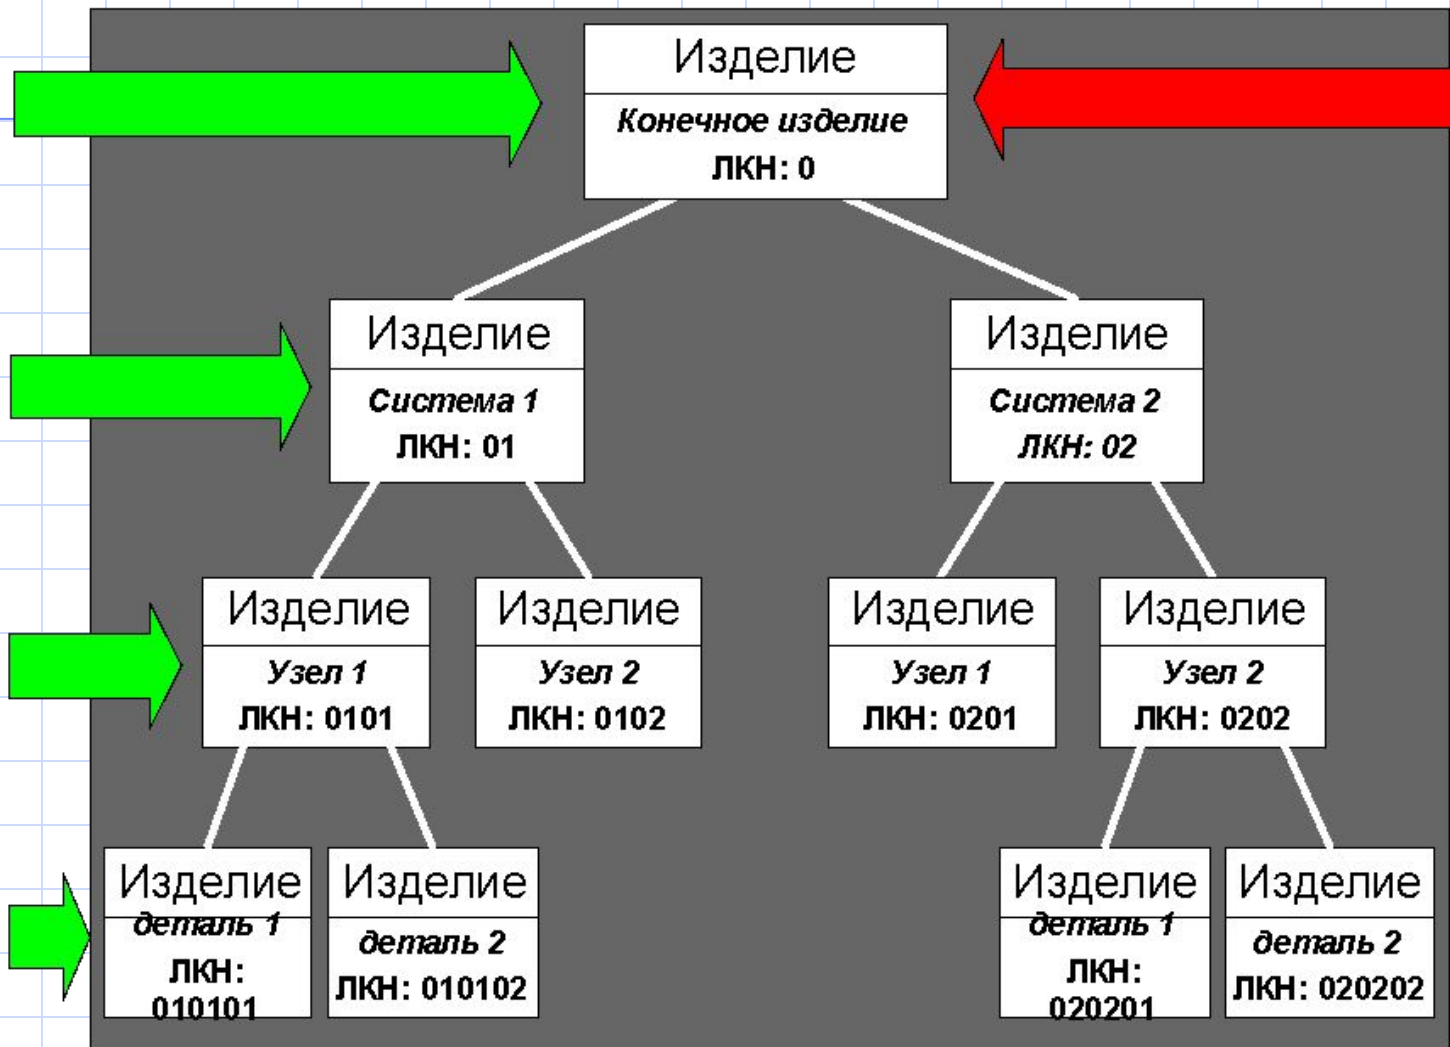 Изделие
Конечное изделие
ЛКН: 0
Изделие
Система 1
ЛКН: 01
Изделие
Система 2
ЛКН: 02
Изделие
Узел 1
ЛКН: 0101
Изделие
Узел 2
ЛКН: 0102
Изделие
Узел 1
ЛКН: 0201
Изделие
Узел 2
ЛКН: 0202
Изделие
деталь 1
ЛКН:
010101
Изделие
деталь 2
ЛКН: 010102
Изделие
деталь 1
ЛКН:
020201
Изделие
деталь 2
ЛКН: 020202